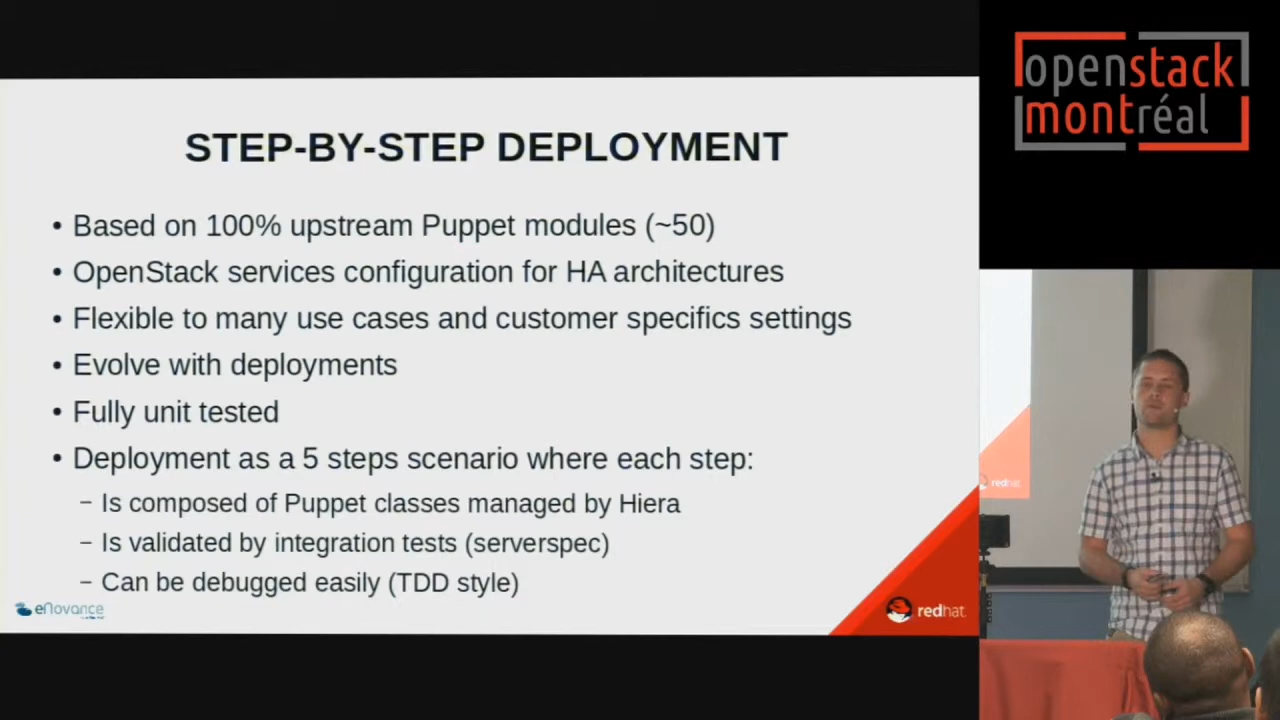 STEP-BY-STEP DEPLOYMENT
• Based on 100% upstream Puppet modules (~50)
• OpenStack services configuration for HA architectures
• Flexible to many use cases and customer specifics settings
• Evolve with deployments
• Fully unit tested
• Deployment as a 5 steps scenario where each step:
– Is composed of Puppet classes managed by Hiera
– Is validated by integration tests (serverspec)
– Can be debugged easily (TDD style)
eNovance
redhat
openstack
montréal
redhat